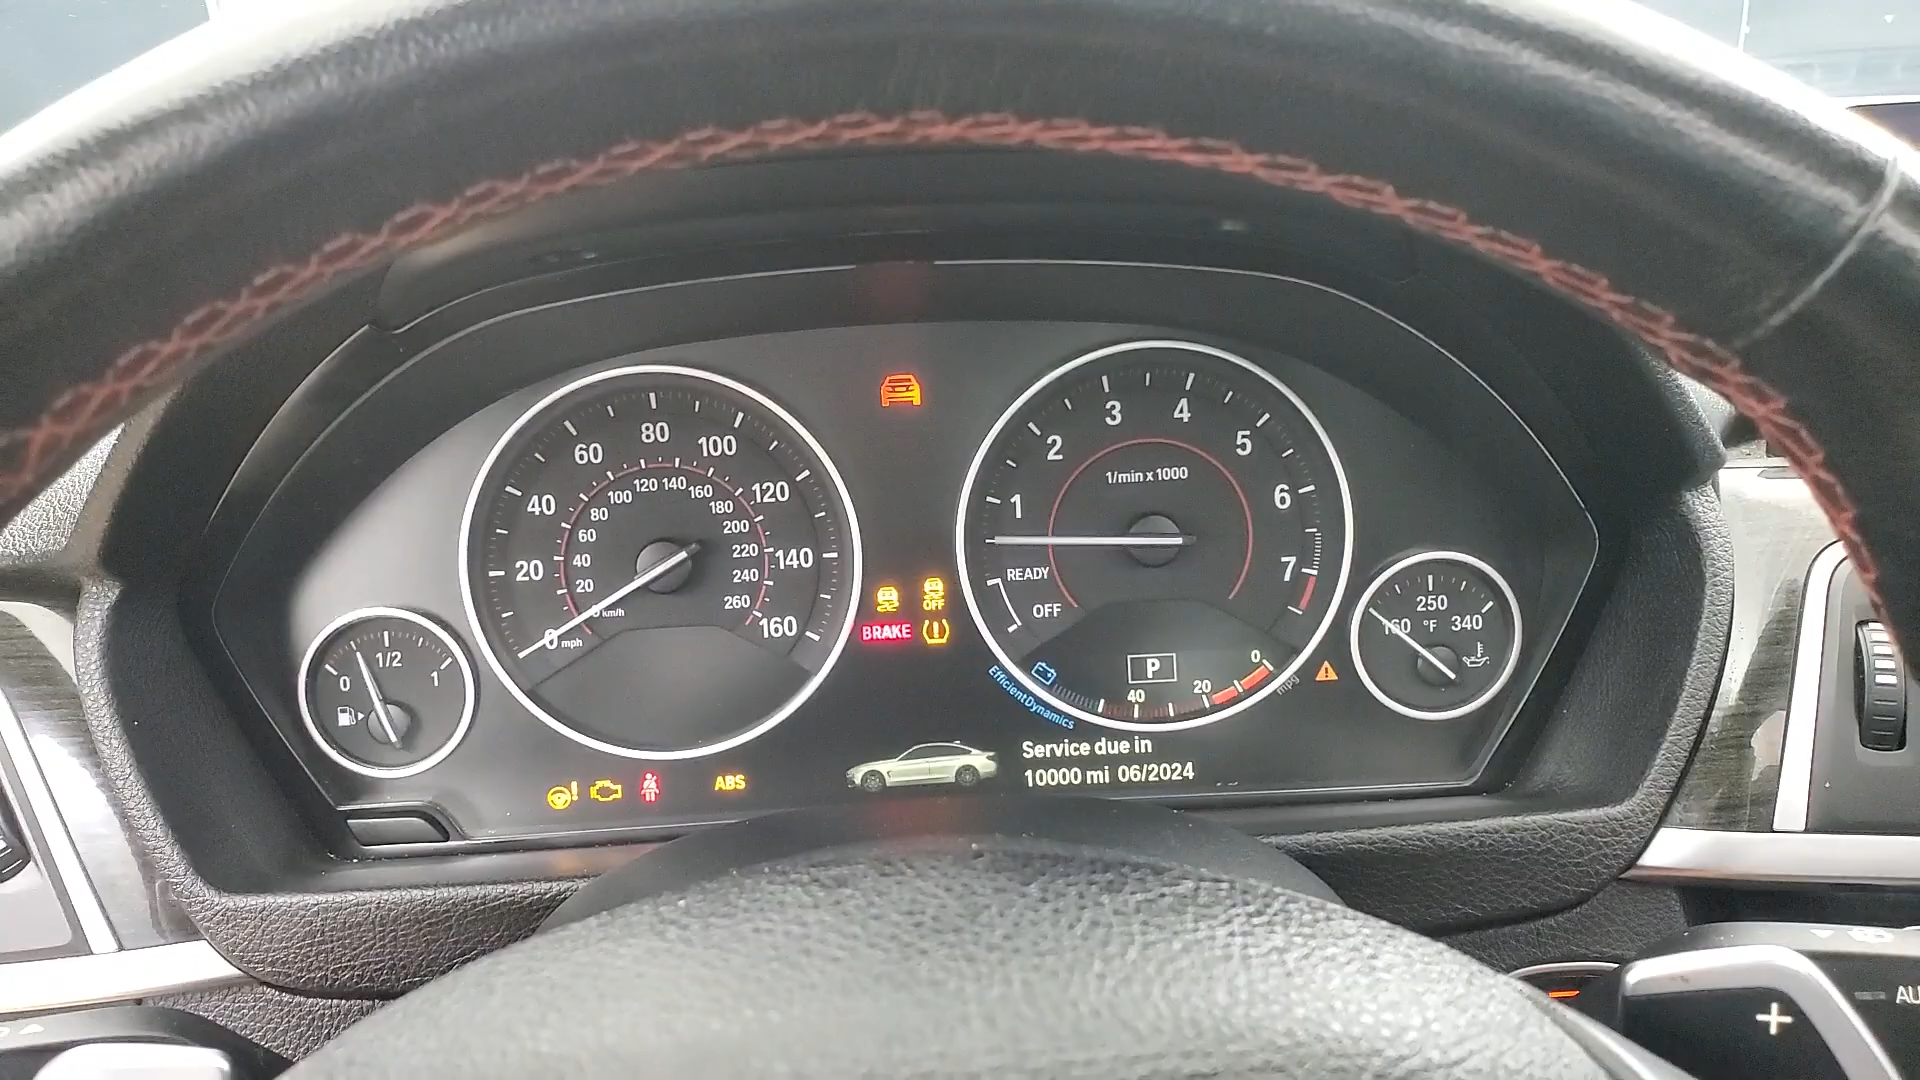 20
40
60
80
100
120
140
160
20
40
60
80
100
120
140
160
180
200
220
240
260
0 km/h
0 mph
1
2
3
4
5
6
7
1/min x 1000
READY
OFF
P
40
20
0
mpg
EfficientDynamics
OFF
BRAKE
0
1/2
1
160
250
°F
340
ABS
Service due in
10000 mi 06/2024
+